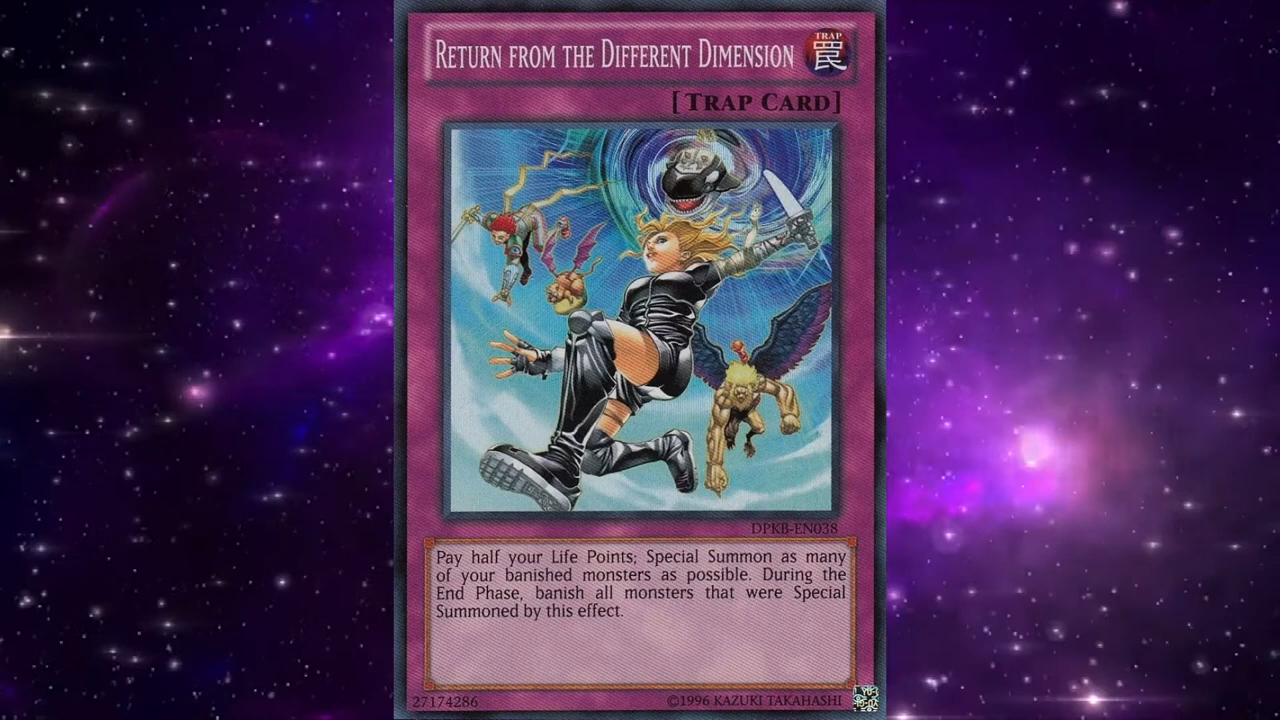 RETURN FROM THE DIFFERENT DIMENSION
TRAP
罠
[TRAP CARD]
DPKB-EN038
Pay half your Life Points; Special Summon as many
of your banished monsters as possible. During the
End Phase, banish all monsters that were Special
Summoned by this effect.
27174286
©1996 KAZUKI TAKAHASHI